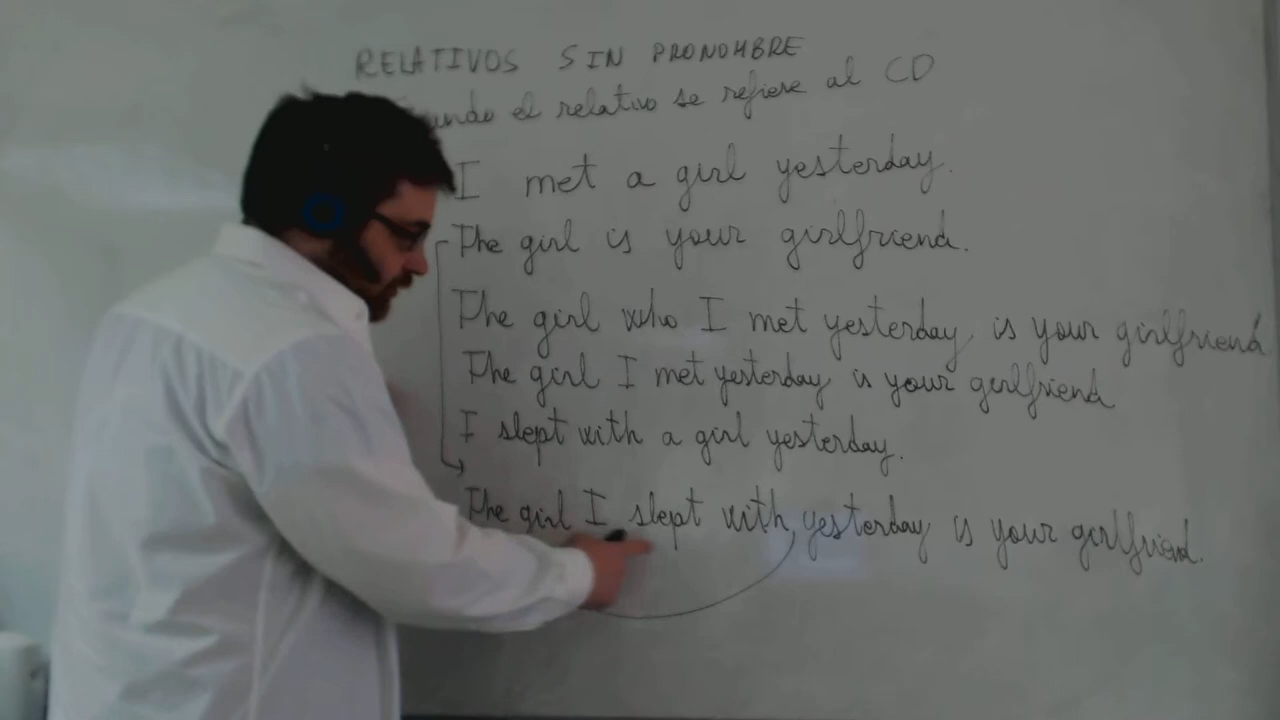 RELATIVOS SIN PRONOMBRE
el relativo se refiere al CD
I met a girl yesterday.
The girl is your girlfriend.
The girl who I met yesterday, is your girlfriend
The girl I met yesterday is your girlfriend
I slept with a girl yesterday.
The girl I slept with yesterday is your girlfriend.